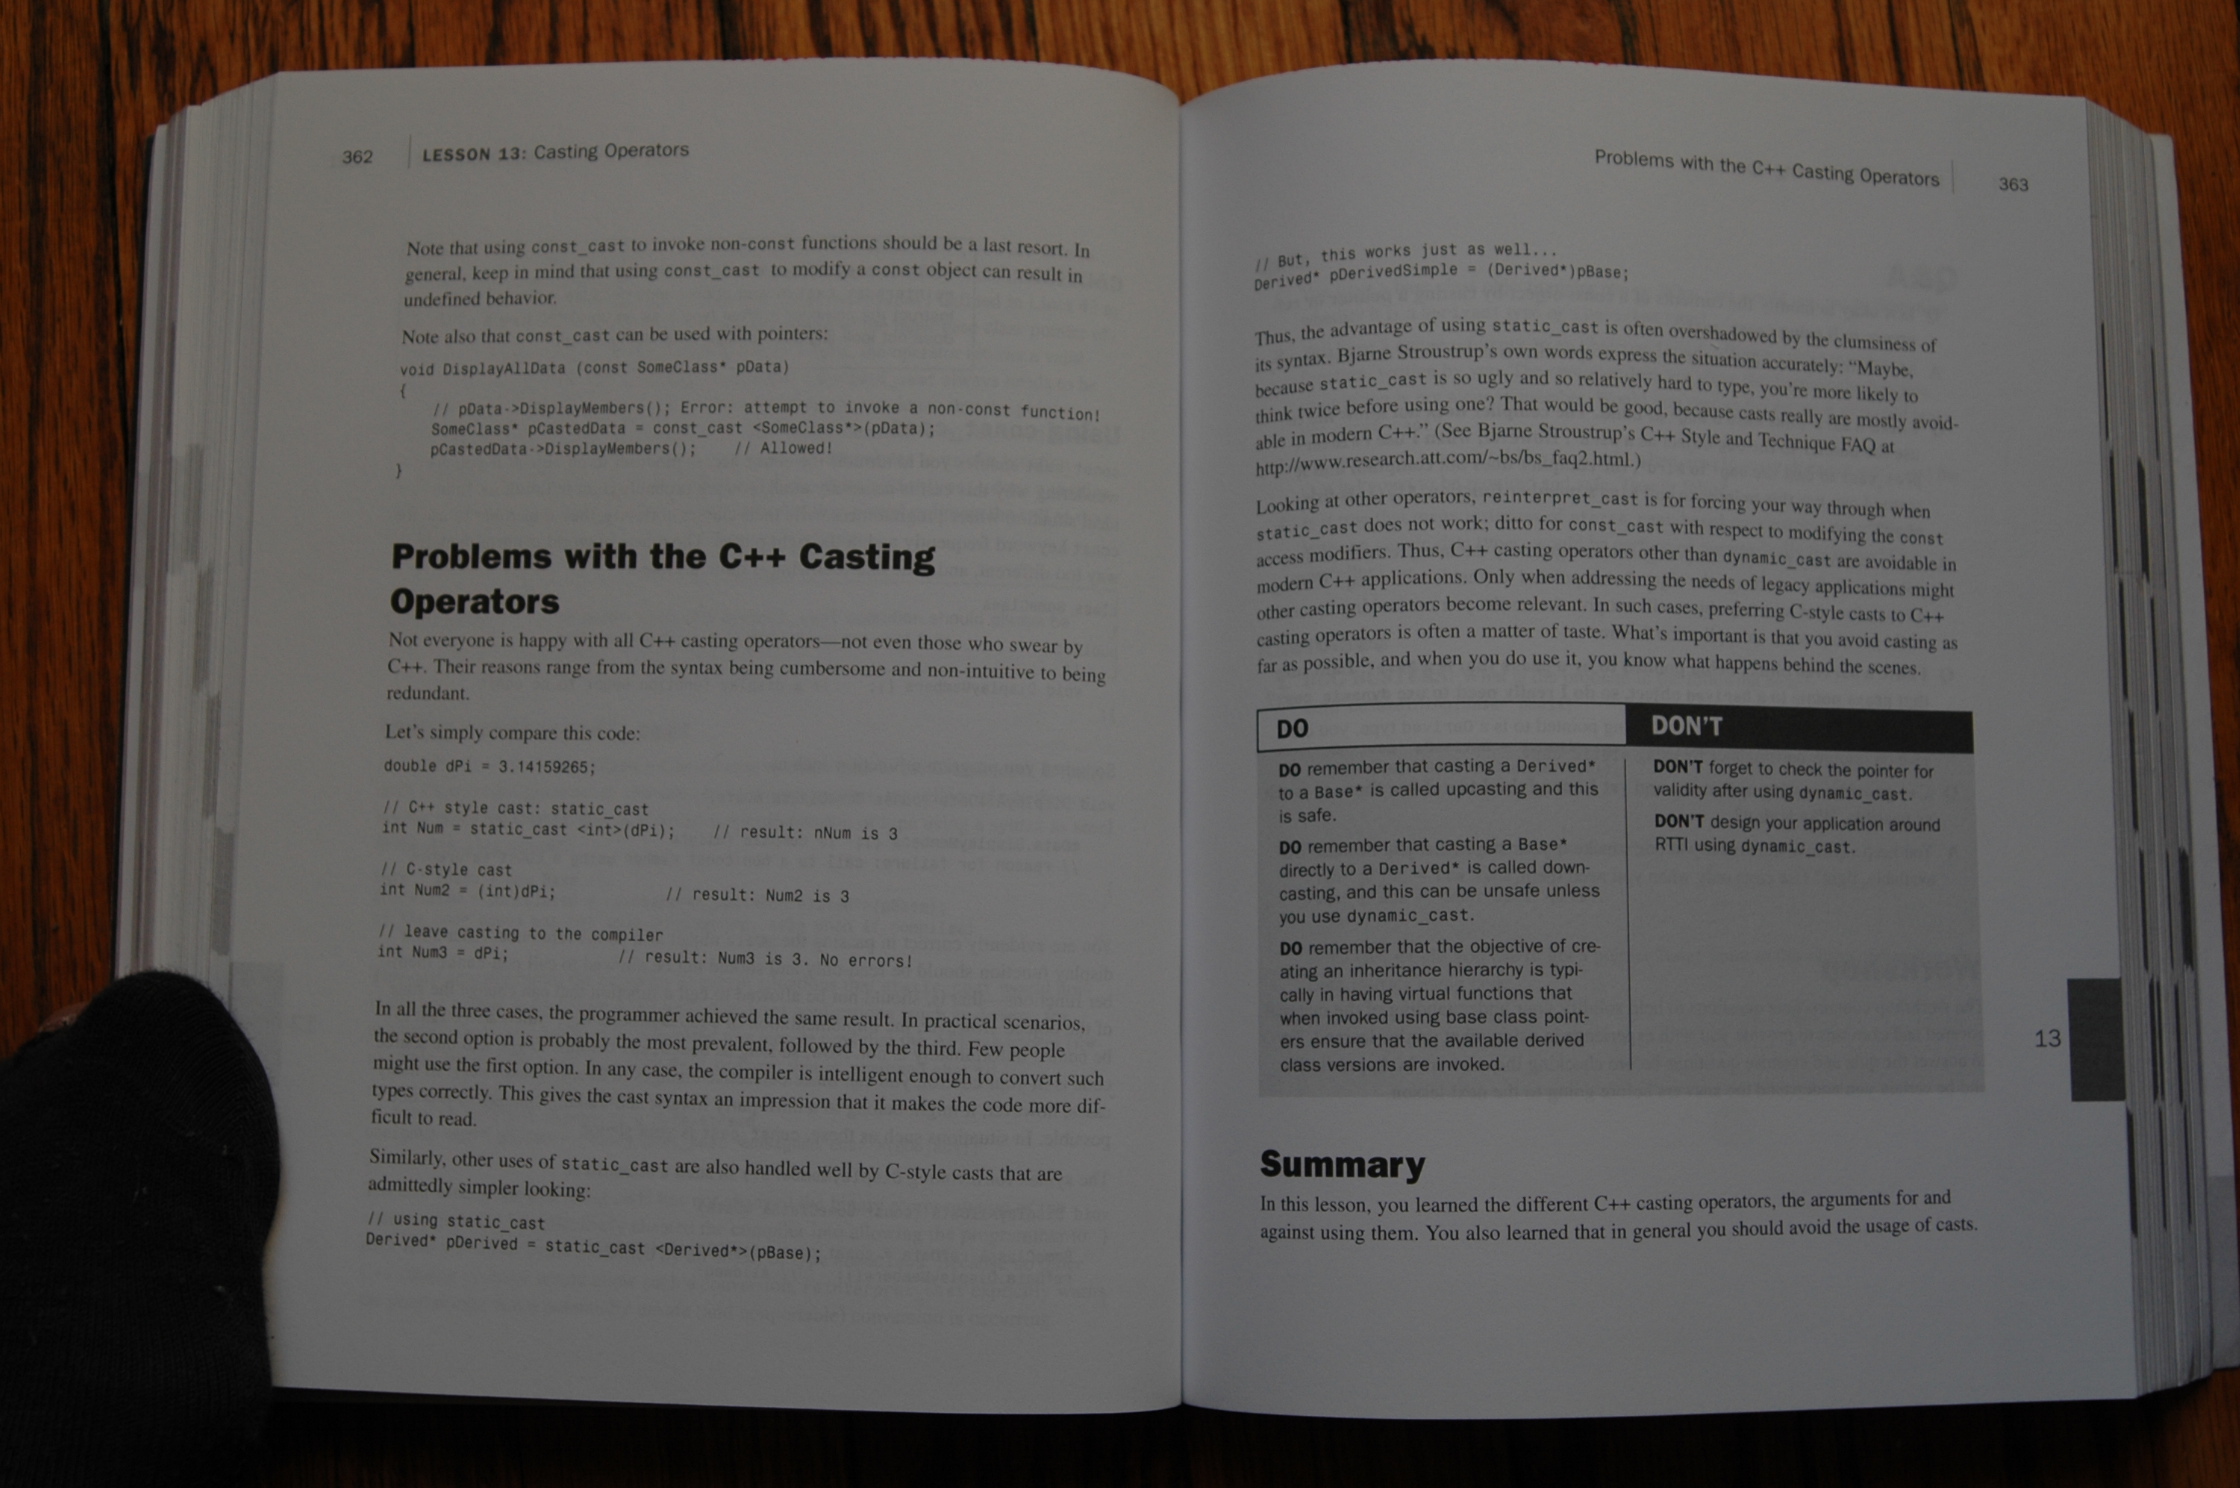 362 LESSON 13: Casting Operators
Note that using const_cast to invoke non-const functions should be a last resort. In
general, keep in mind that using const_cast to modify a const object can result in
undefined behavior.
Note also that const_cast can be used with pointers:
void DisplayAllData (const SomeClass* pData)
{
// pData->DisplayMembers(); Error: attempt to invoke a non-const function!
SomeClass* pCastedData = const_cast <SomeClass*>(pData);
pCastedData->DisplayMembers(); // Allowed!
}
Problems with the C++ Casting
Operators
Not everyone is happy with all C++ casting operators—not even those who swear by
C++. Their reasons range from the syntax being cumbersome and non-intuitive to being
redundant.
Let's simply compare this code:
double dPi = 3.14159265;
// C++ style cast: static_cast
int Num = static_cast <int>(dPi); // result: nNum is 3
// C-style cast
int Num2 = (int)dPi; // result: Num2 is 3
// leave casting to the compiler
int Num3 = dPi; // result: Num3 is 3. No errors!
In all the three cases, the programmer achieved the same result. In practical scenarios,
the second option is probably the most prevalent, followed by the third. Few people
might use the first option. In any case, the compiler is intelligent enough to convert such
types correctly. This gives the cast syntax an impression that it makes the code more dif-
ficult to read.
Similarly, other uses of static_cast are also handled well by C-style casts that are
admittedly simpler looking:
// using static_cast
Derived* pDerived = static_cast <Derived*>(pBase);
Problems with the C++ Casting Operators 363
// But, this works just as well...
Derived* pDerivedSimple = (Derived*)pBase;
Thus, the advantage of using static_cast is often overshadowed by the clumsiness of
its syntax. Bjarne Stroustrup's own words express the situation accurately: "Maybe,
because static_cast is so ugly and so relatively hard to type, you're more likely to
think twice before using one? That would be good, because casts really are mostly avoid-
able in modern C++." (See Bjarne Stroustrup's C++ Style and Technique FAQ at
http://www.research.att.com/~bs/bs_faq2.html.)
Looking at other operators, reinterpret_cast is for forcing your way through when
static_cast does not work; ditto for const_cast with respect to modifying the const
access modifiers. Thus, C++ casting operators other than dynamic_cast are avoidable in
modern C++ applications. Only when addressing the needs of legacy applications might
other casting operators become relevant. In such cases, preferring C-style casts to C++
casting operators is often a matter of taste. What's important is that you avoid casting as
far as possible, and when you do use it, you know what happens behind the scenes.
DO
DO remember that casting a Derived*
to a Base* is called upcasting and this
is safe.
DO remember that casting a Base*
directly to a Derived* is called down-
casting, and this can be unsafe unless
you use dynamic_cast.
DO remember that the objective of cre-
ating an inheritance hierarchy is typi-
cally in having virtual functions that
when invoked using base class point-
ers ensure that the available derived
class versions are invoked.
DON'T
DON'T forget to check the pointer for
validity after using dynamic_cast.
DON'T design your application around
RTTI using dynamic_cast.
13
Summary
In this lesson, you learned the different C++ casting operators, the arguments for and
against using them. You also learned that in general you should avoid the usage of casts.